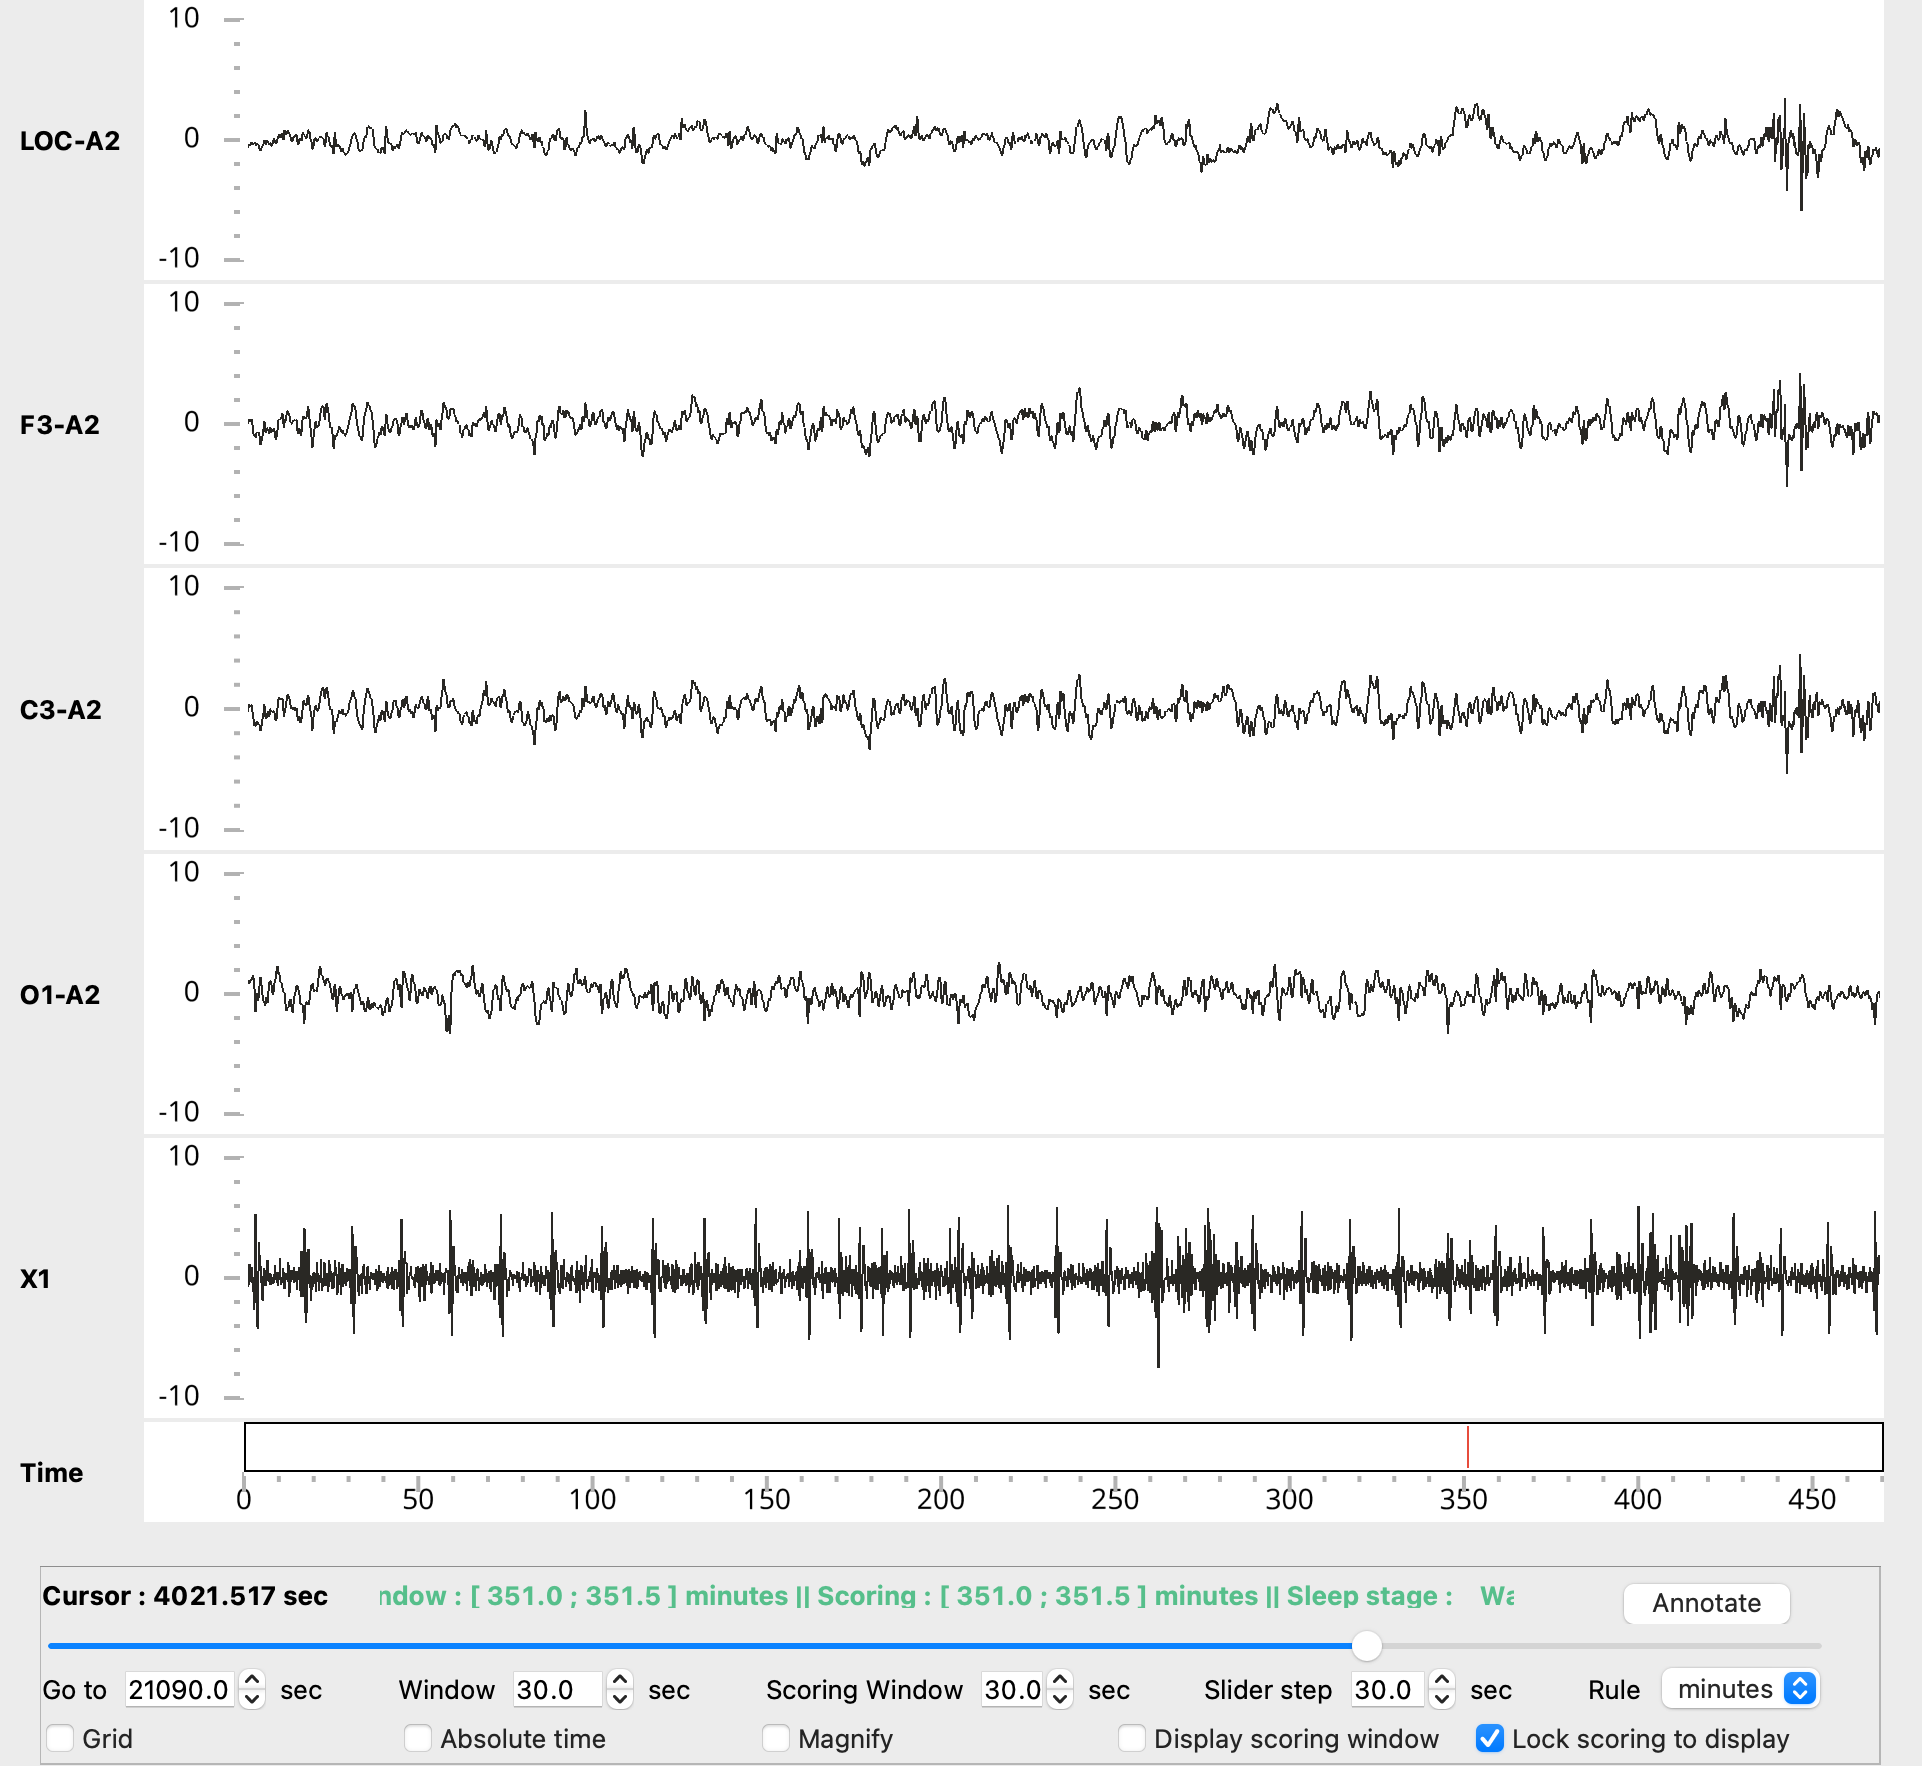 10
LOC-A2 0
-10
10
F3-A2 0
-10
10
C3-A2 0
-10
10
O1-A2 0
-10
10
X1 0
-10
Time
0 50 100 150 200 250 300 350 400 450
Cursor : 4021.517 sec ndow : [ 351.0 ; 351.5 ] minutes || Scoring : [ 351.0 ; 351.5 ] minutes || Sleep stage : Wa Annotate
Go to 21090.0 sec Window 30.0 sec Scoring Window 30.0 sec Slider step 30.0 sec Rule minutes
Grid Absolute time Magnify Display scoring window Lock scoring to display